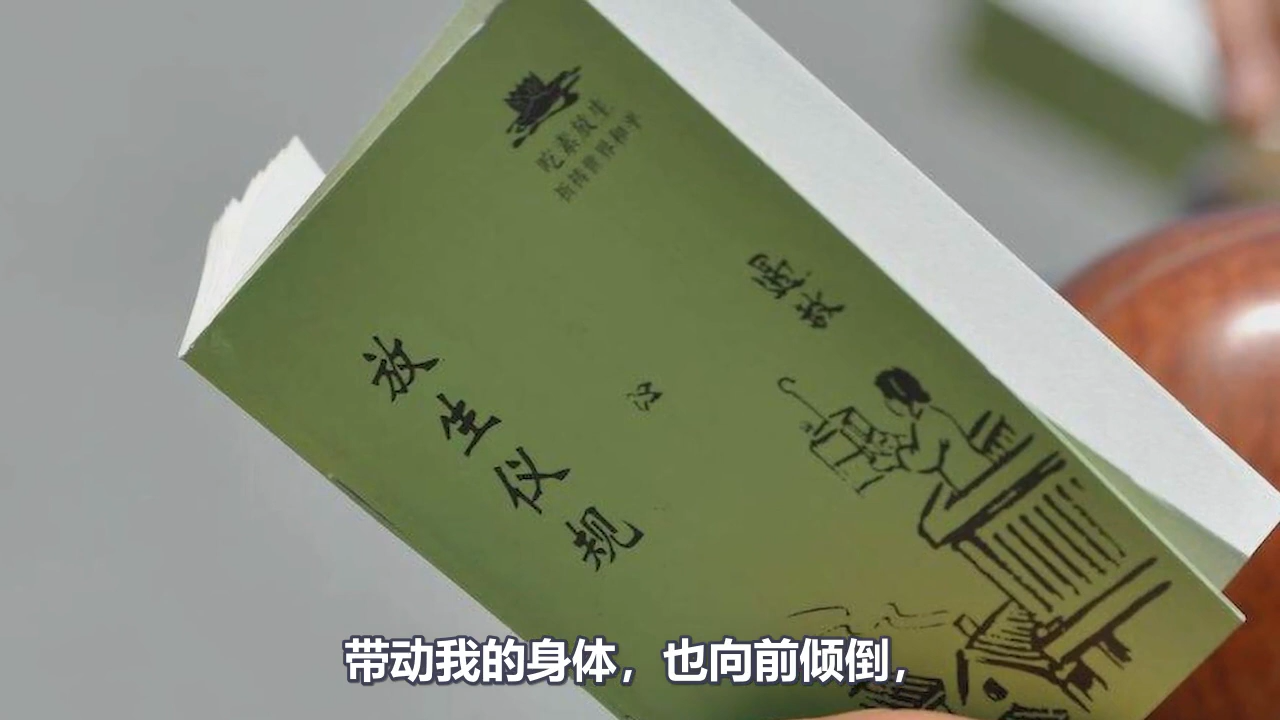 吃素放生
祈祷世界和平
放生仪规
带动我的身体，也向前倾倒，